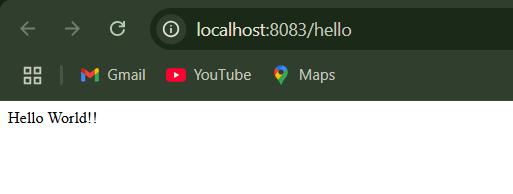 localhost:8083/hello
Gmail YouTube Maps
Hello World!!